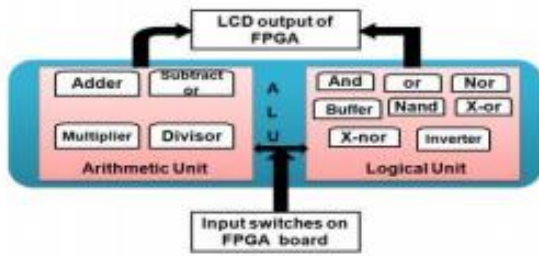 LCD output of
FPGA
Adder
Subtract
or
Multiplier
Divisor
Arithmetic Unit
A
L
U
And
or
Nor
Buffer
Nand
X-or
X-nor
Inverter
Logical Unit
Input switches on
FPGA board